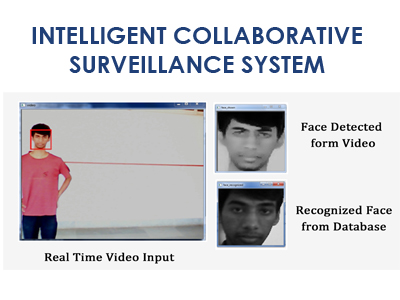 INTELLIGENT COLLABORATIVE
SURVEILLANCE SYSTEM
Face Detected
form Video
Recognized Face
from Database
Real Time Video Input